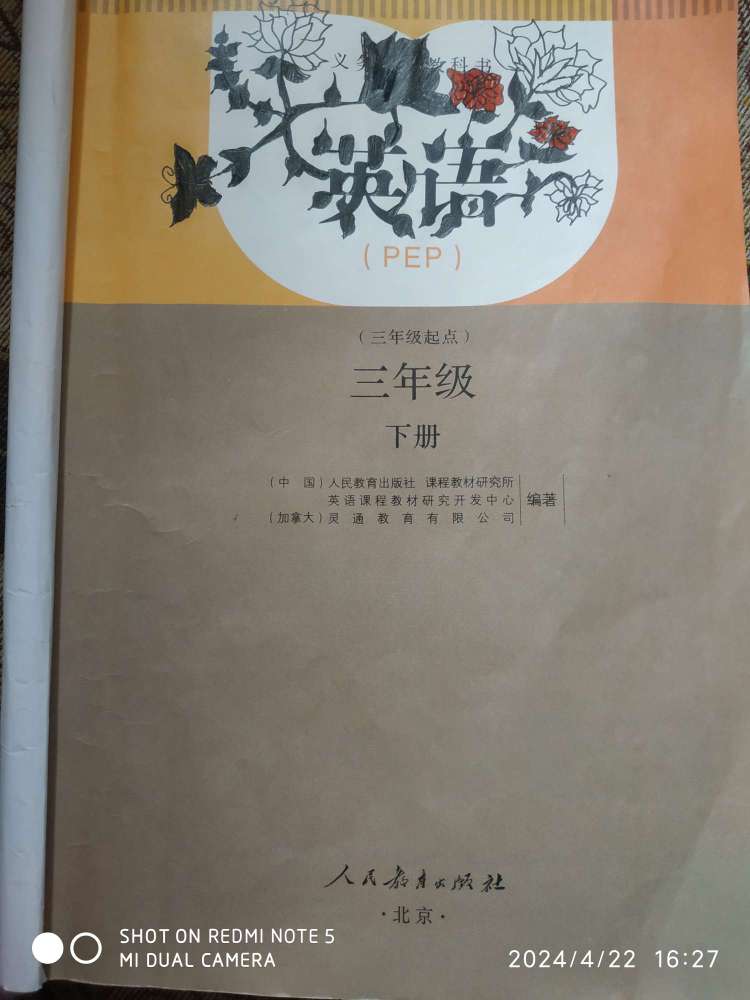 义务 教科书
英语
（PEP）
（三年级起点）
三年级
下册
（中 国）人民教育出版社 课程教材研究所
英语课程教材研究开发中心
编著
（加拿大）灵通教育有限公司
人民教育出版社
·北京·
SHOT ON REDMI NOTE 5
MI DUAL CAMERA
2024/4/22 16:27